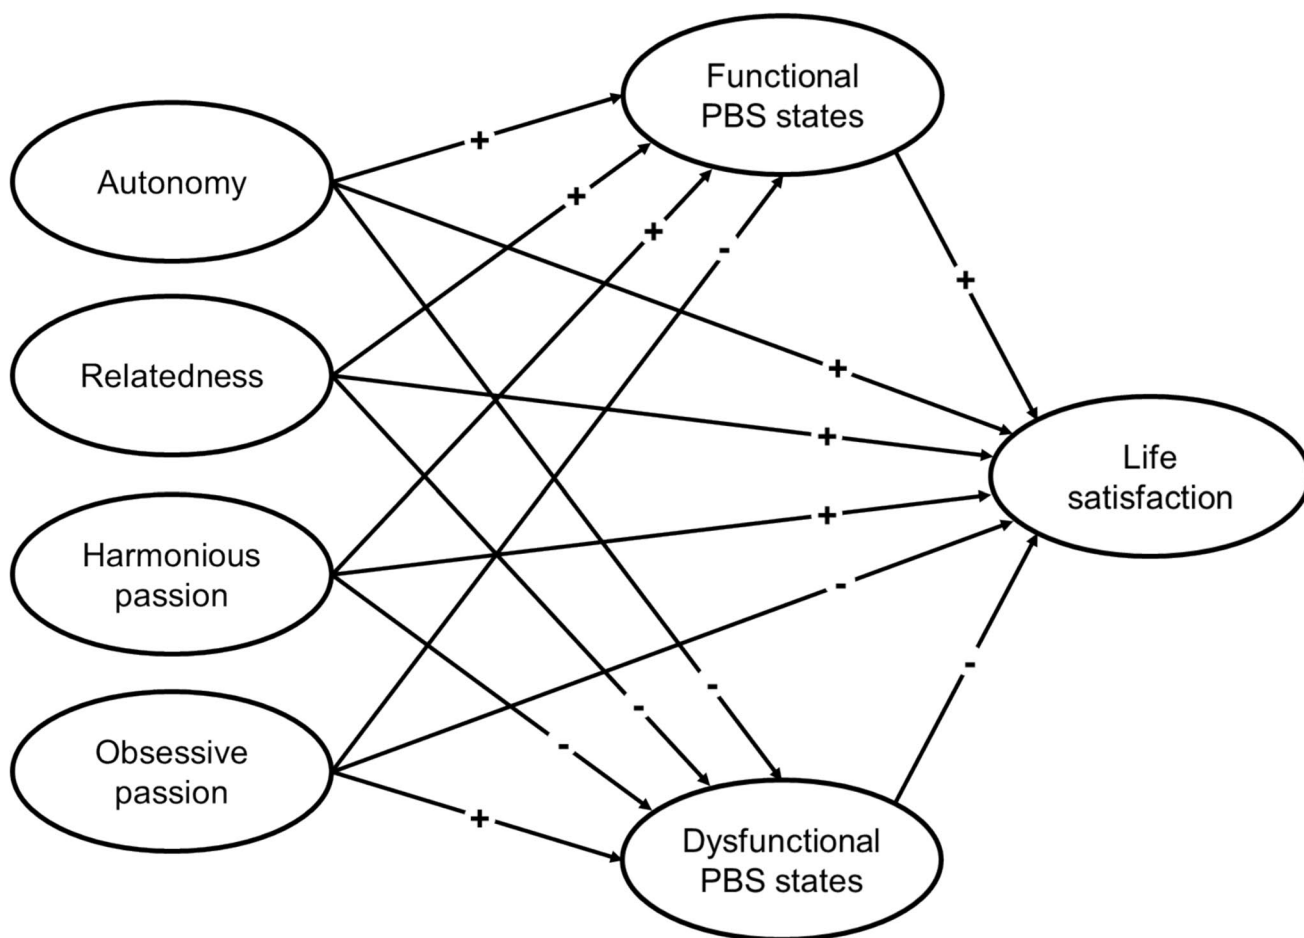 Functional
PBS states
Autonomy
+
+
+
-
+
Relatedness
+
+
Life
satisfaction
Harmonious
passion
+
-
-
-
-
-
Obsessive
passion
+
Dysfunctional
PBS states